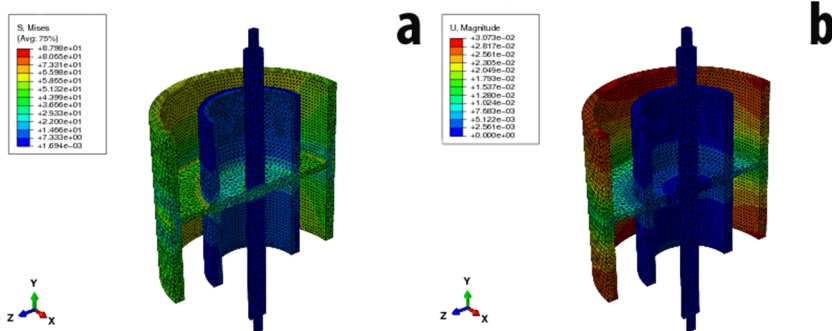 S, Mises
(Avg: 75%)
+8.798e+01
+8.065e+01
+7.331e+01
+6.598e+01
+5.865e+01
+5.132e+01
+4.399e+01
+3.666e+01
+2.933e+01
+2.200e+01
+1.466e+01
+7.333e+00
+1.694e-03
a
Y
Z
X
U, Magnitude
+3.073e-02
+2.817e-02
+2.561e-02
+2.305e-02
+2.049e-02
+1.793e-02
+1.537e-02
+1.280e-02
+1.024e-02
+7.683e-03
+5.122e-03
+2.561e-03
+0.000e+00
b
Y
Z
X